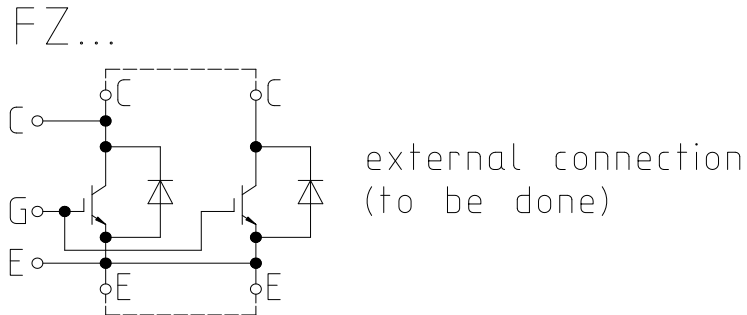 FZ...
C C
C
external connection
(to be done)
G
E
E E